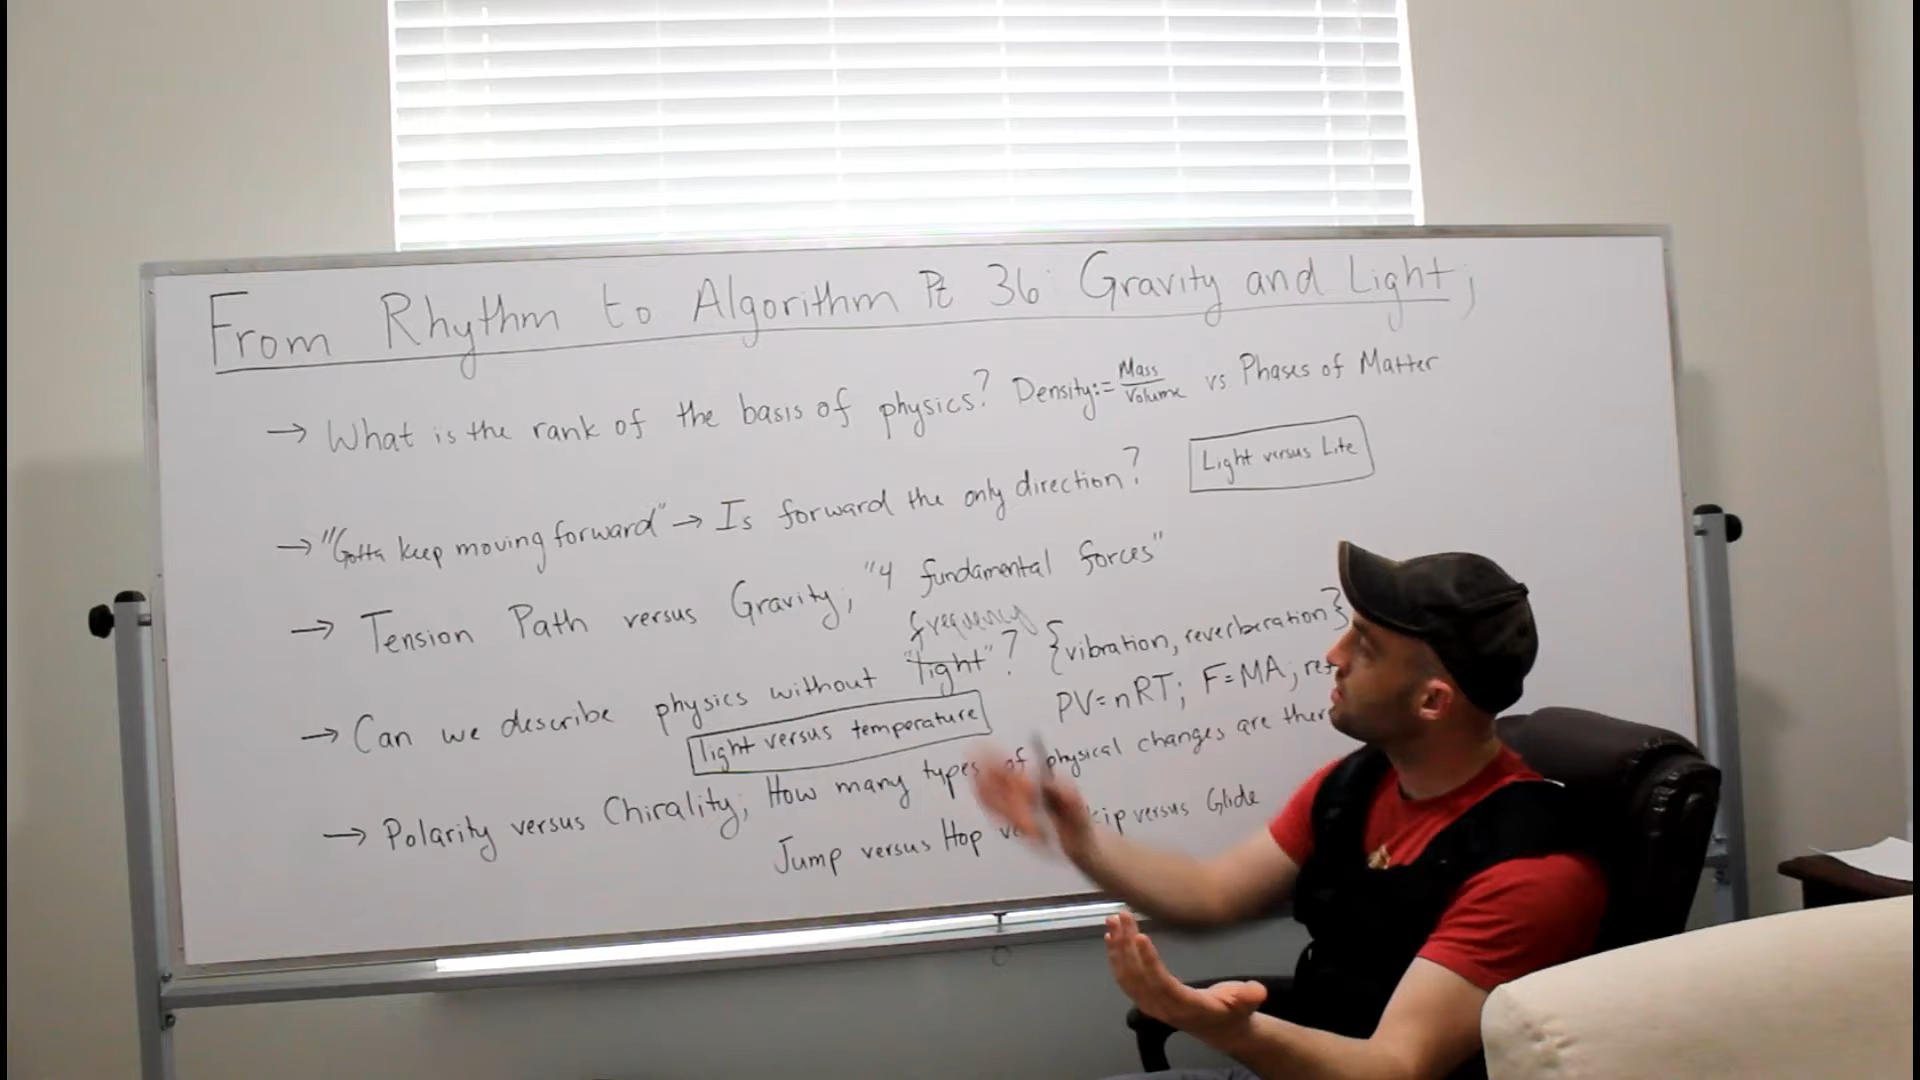 From Rhythm to Algorithm Pt 36: Gravity and Light;
→ What is the rank of the basis of physics? Density:= Mass/Volume vs Phases of Matter
→ "Gotta keep moving forward" → Is forward the only direction?
Light versus Lite
→ Tension Path versus Gravity; "4 fundamental forces"
frequency
→ Can we describe physics without "light"? {vibration, reverberration}
light versus temperature
PV=nRT; F=MA;
→ Polarity versus Chirality; How many types of physical changes are
Jump versus Hop versus Glide